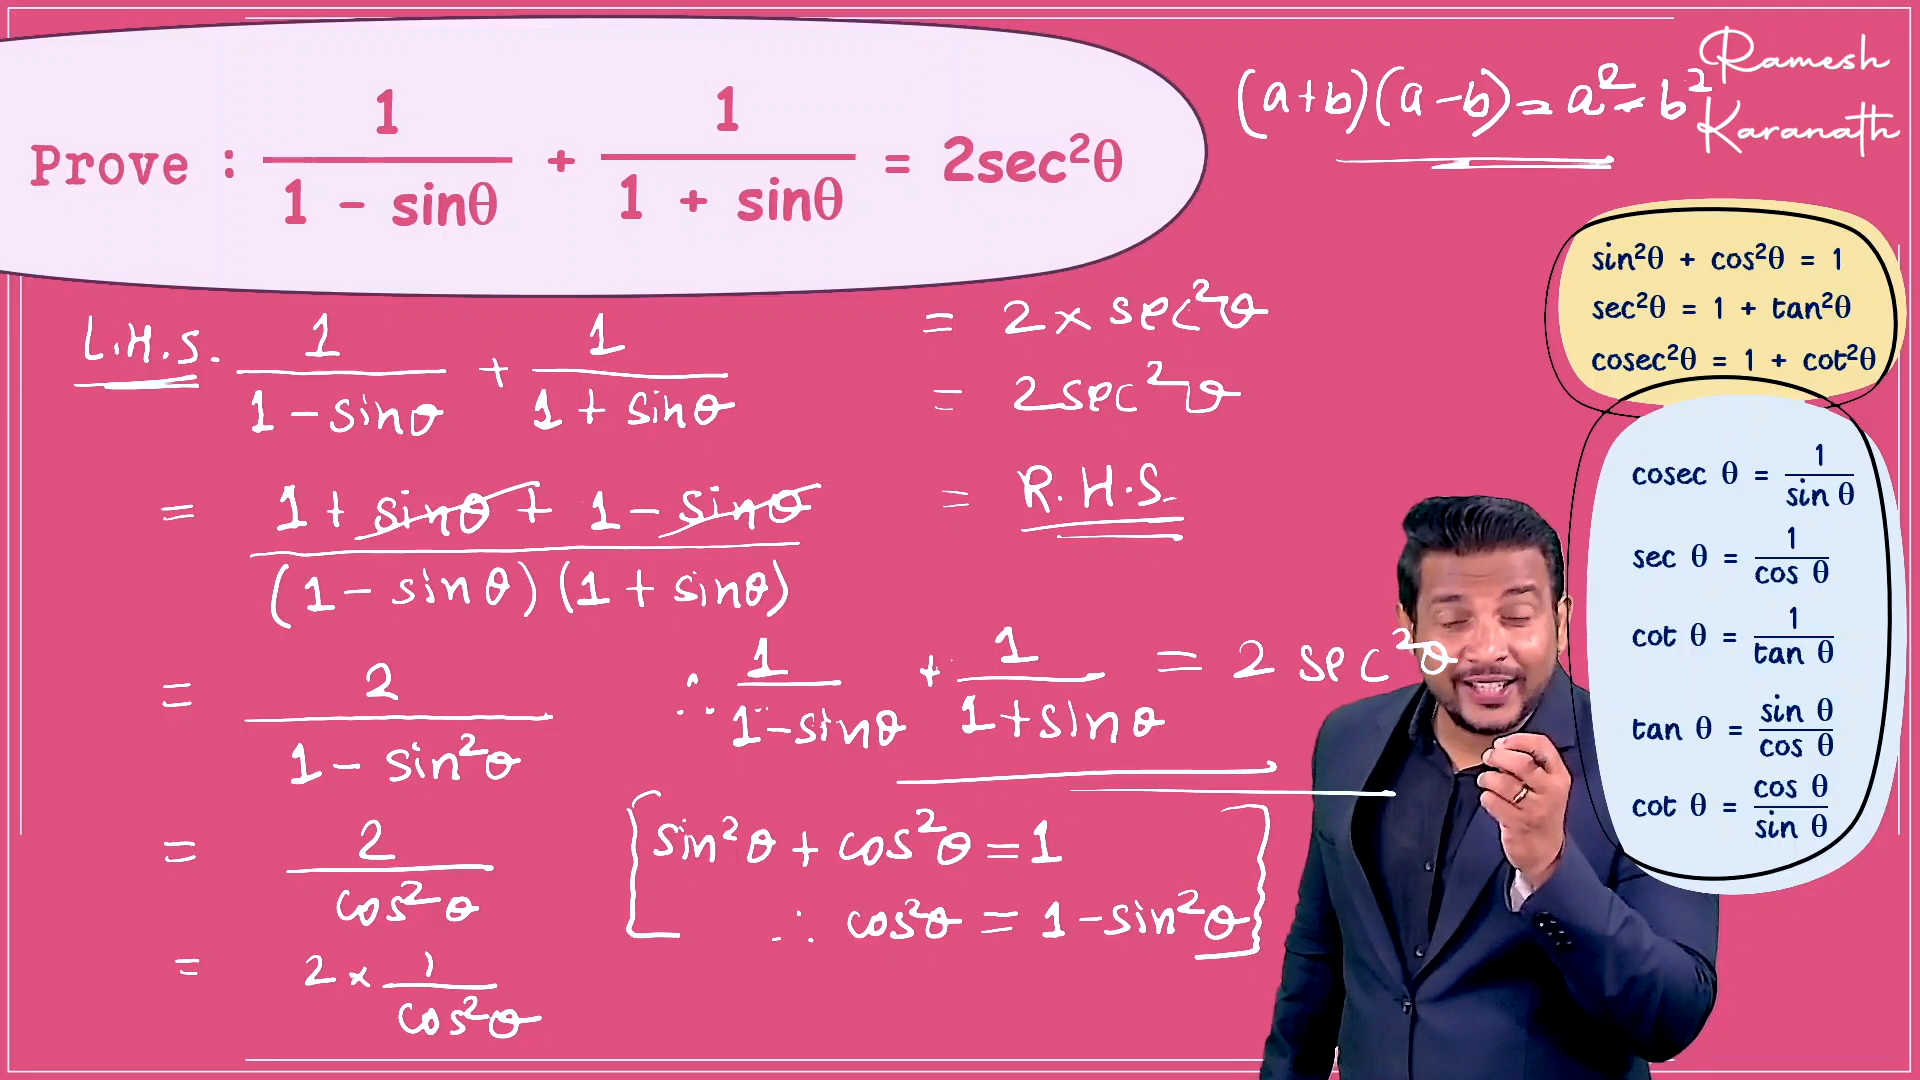 Prove : 1/(1 - sinθ) + 1/(1 + sinθ) = 2sec²θ
(a+b)(a-b) = a² - b²
Ramesh
Karanath
sin²θ + cos²θ = 1
sec²θ = 1 + tan²θ
cosec²θ = 1 + cot²θ
cosec θ = 1/sin θ
sec θ = 1/cos θ
cot θ = 1/tan θ
tan θ = sin θ/cos θ
cot θ = cos θ/sin θ
L.H.S. 1/(1-sinθ) + 1/(1+sinθ)
= (1 + sinθ + 1 - sinθ)/((1-sinθ)(1+sinθ))
= 2/(1-sin²θ)
= 2/cos²θ
= 2 × 1/cos²θ
= 2 × sec²θ
= 2sec²θ
= R.H.S.
∴ 1/(1-sinθ) + 1/(1+sinθ) = 2 sec²θ
[sin²θ + cos²θ = 1
∴ cos²θ = 1-sin²θ]